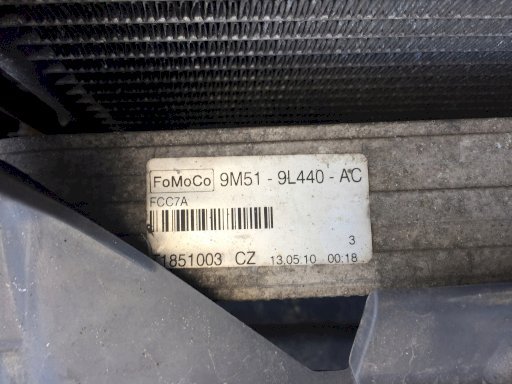 FoMoCo 9M51 - 9L440 - AC
FCC7A
3
1851003 CZ 13.05.10 00:18